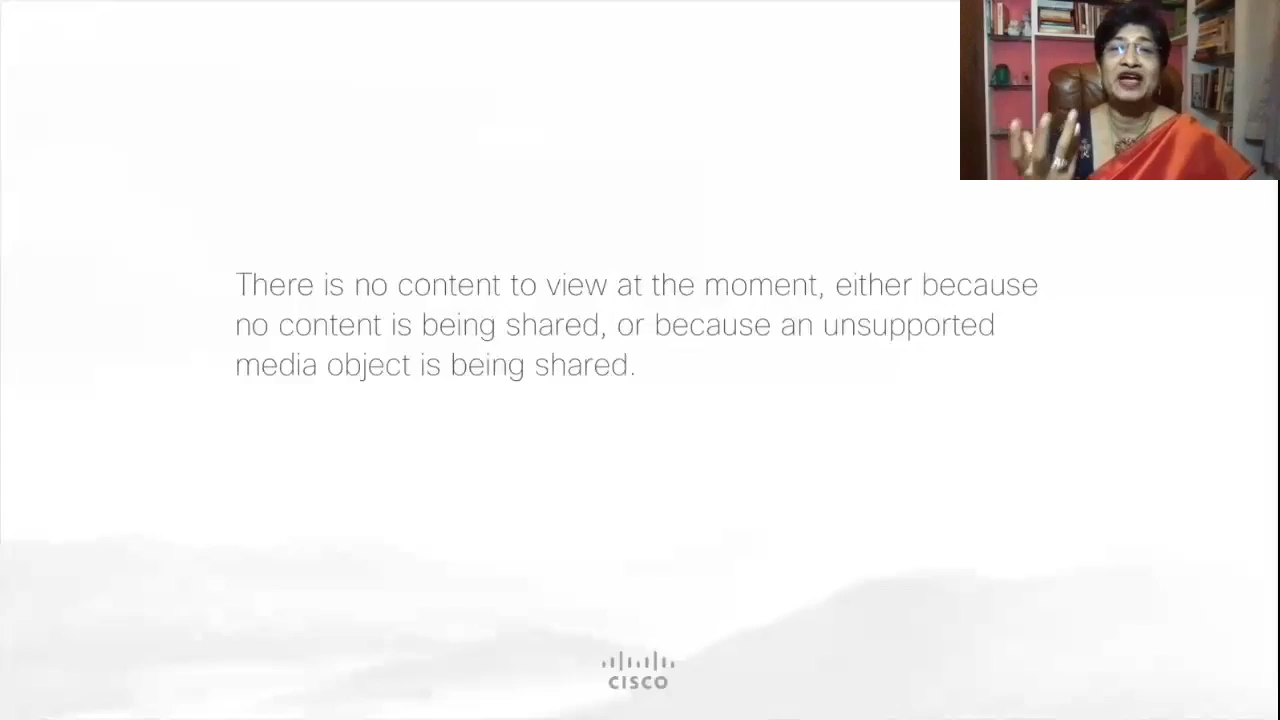 There is no content to view at the moment, either because
no content is being shared, or because an unsupported
media object is being shared.
CISCO